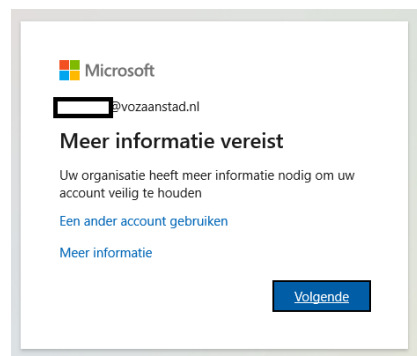 Microsoft
@vozaanstad.nl
Meer informatie vereist
Uw organisatie heeft meer informatie nodig om uw
account veilig te houden
Een ander account gebruiken
Meer informatie
Volgende